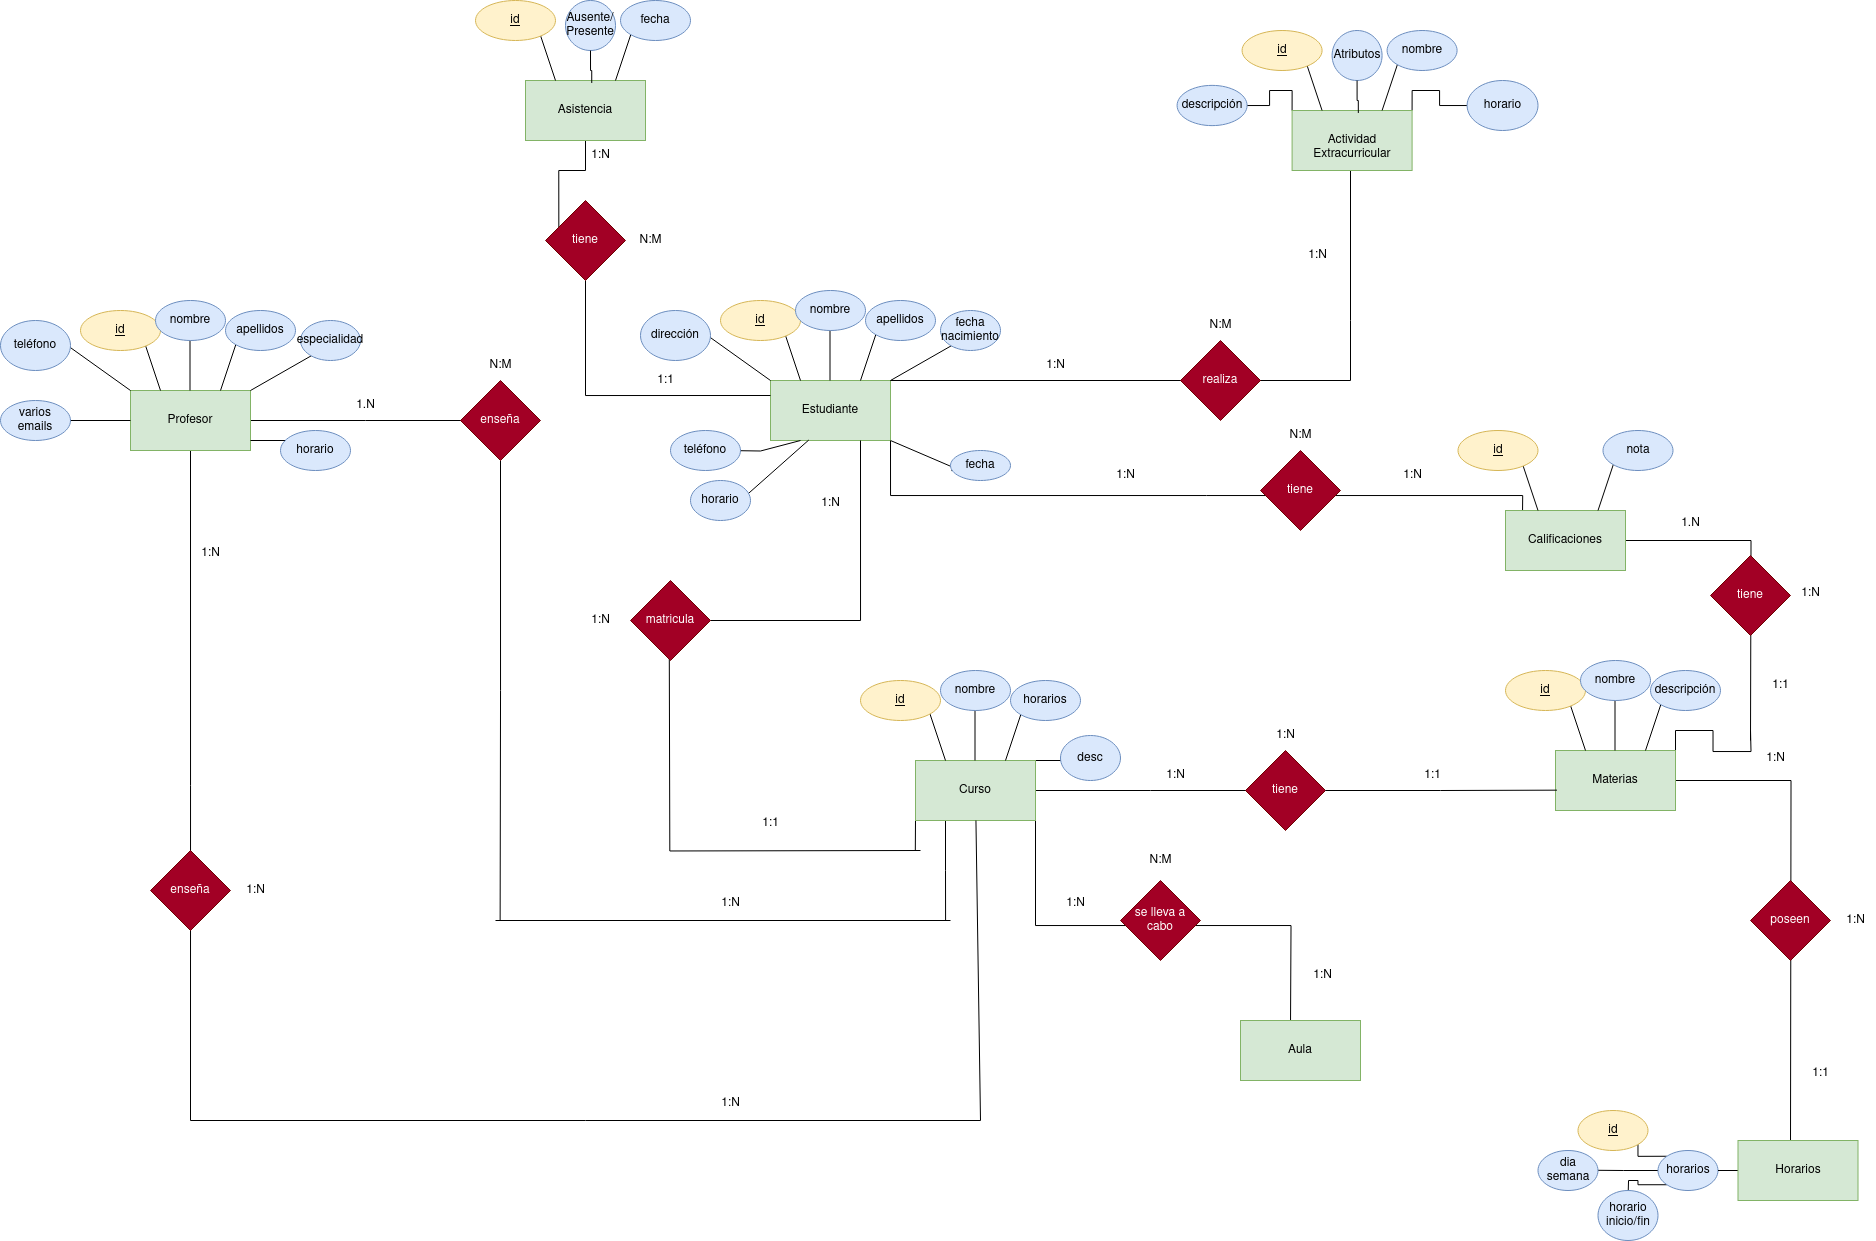 id
Ausente/
Presente
fecha
Asistencia
1:N
tiene
N:M
id
Atributos
nombre
descripción
horario
Actividad
Extracurricular
1:N
teléfono
id
nombre
apellidos
especialidad
varios
emails
Profesor
horario
1.N
N:M
enseña
dirección
id
nombre
apellidos
fecha
nacimiento
1:1
Estudiante
teléfono
horario
fecha
1:N
1:N
N:M
realiza
1:N
N:M
tiene
1:N
id
nota
Calificaciones
1.N
tiene
1:N
1:1
1:N
1:N
matricula
1:1
id
nombre
horarios
desc
Curso
1:N
1:N
tiene
1:1
id
nombre
descripción
Materias
1:N
enseña
1:N
1:N
1:N
N:M
1:N
se lleva a
cabo
1:N
Aula
poseen
1:N
1:1
id
dia
semana
horarios
horario
inicio/fin
Horarios